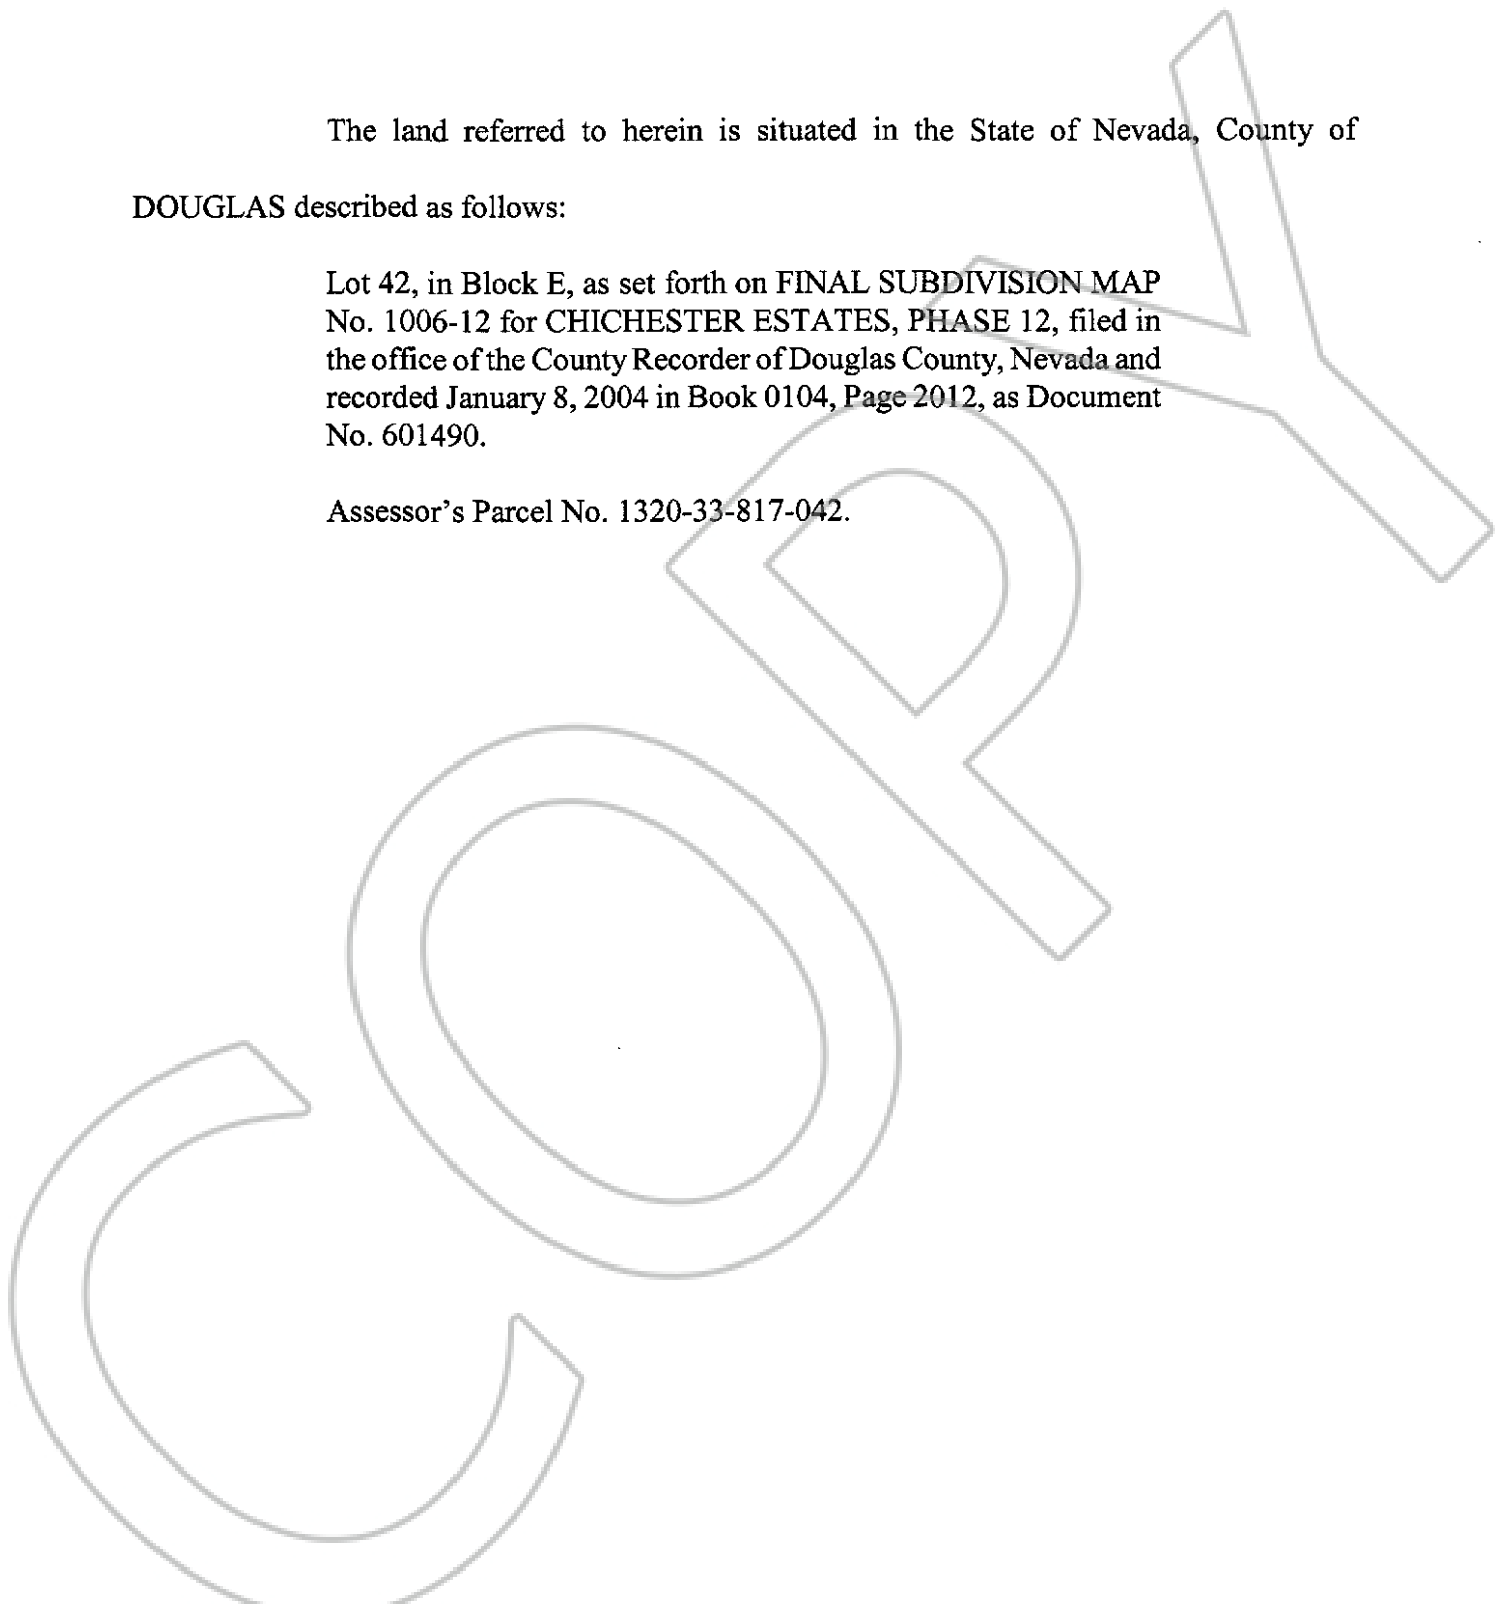 The land referred to herein is situated in the State of Nevada, County of
DOUGLAS described as follows:
Lot 42, in Block E, as set forth on FINAL SUBDIVISION MAP
No. 1006-12 for CHICHESTER ESTATES, PHASE 12, filed in
the office of the County Recorder of Douglas County, Nevada and
recorded January 8, 2004 in Book 0104, Page 2012, as Document
No. 601490.
Assessor's Parcel No. 1320-33-817-042.
COPY